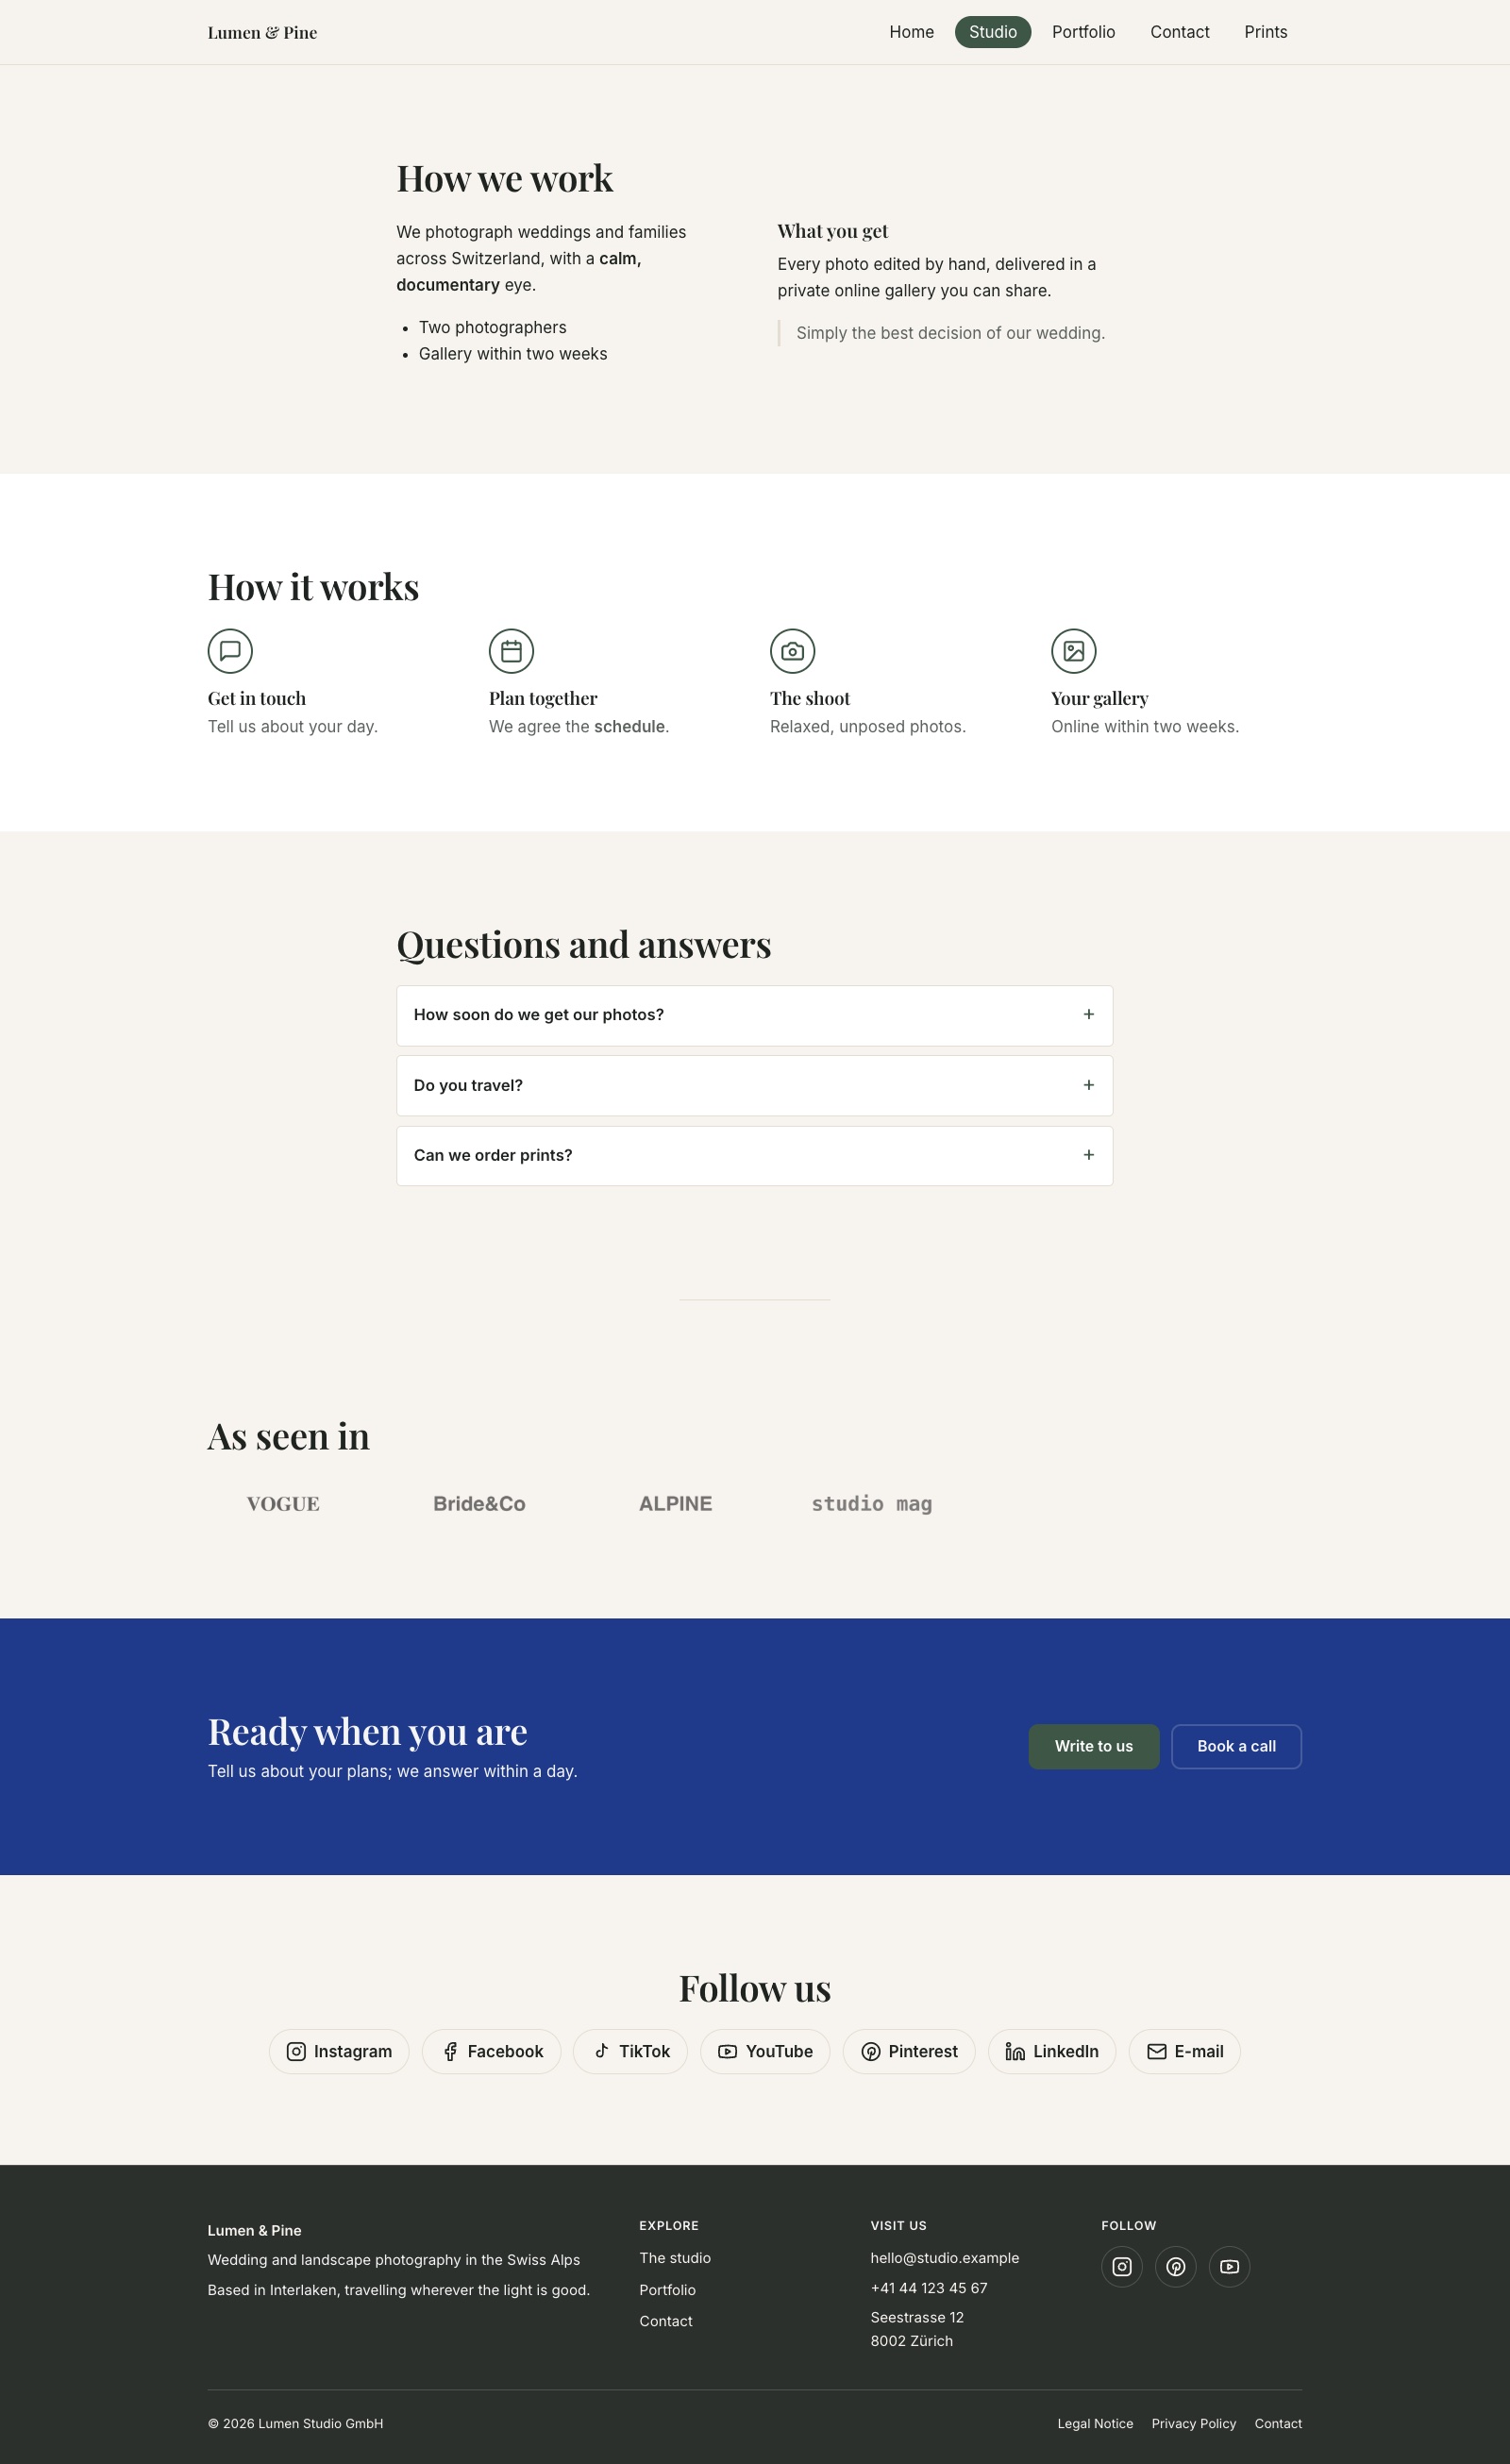 Lumen & Pine
Home
Studio
Portfolio
Contact
Prints
How we work
We photograph weddings and families
across Switzerland, with a calm,
documentary eye.
Two photographers
Gallery within two weeks
What you get
Every photo edited by hand, delivered in a
private online gallery you can share.
Simply the best decision of our wedding.
How it works
Get in touch
Tell us about your day.
Plan together
We agree the schedule.
The shoot
Relaxed, unposed photos.
Your gallery
Online within two weeks.
Questions and answers
How soon do we get our photos? +
Do you travel? +
Can we order prints? +
As seen in
VOGUE
Bride&Co
ALPINE
studio mag
Ready when you are
Tell us about your plans; we answer within a day.
Write to us
Book a call
Follow us
Instagram
Facebook
TikTok
YouTube
Pinterest
LinkedIn
E-mail
Lumen & Pine
Wedding and landscape photography in the Swiss Alps
Based in Interlaken, travelling wherever the light is good.
EXPLORE
The studio
Portfolio
Contact
VISIT US
hello@studio.example
+41 44 123 45 67
Seestrasse 12
8002 Zürich
FOLLOW
© 2026 Lumen Studio GmbH
Legal Notice
Privacy Policy
Contact